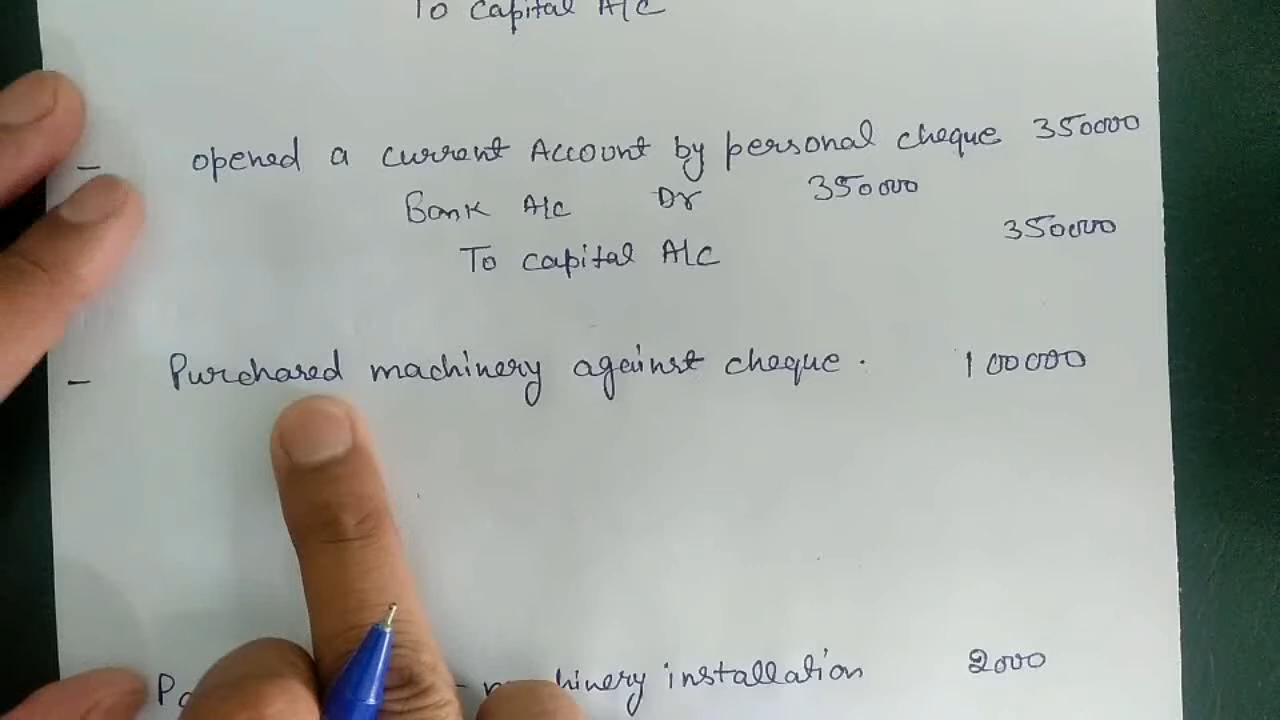 To Capital A/C
- opened a current Account by personal cheque 350000
Bank A/c Dr 350000
To capital A/C 350000
- Purchased machinery against cheque. 100000
machinery installation 2000